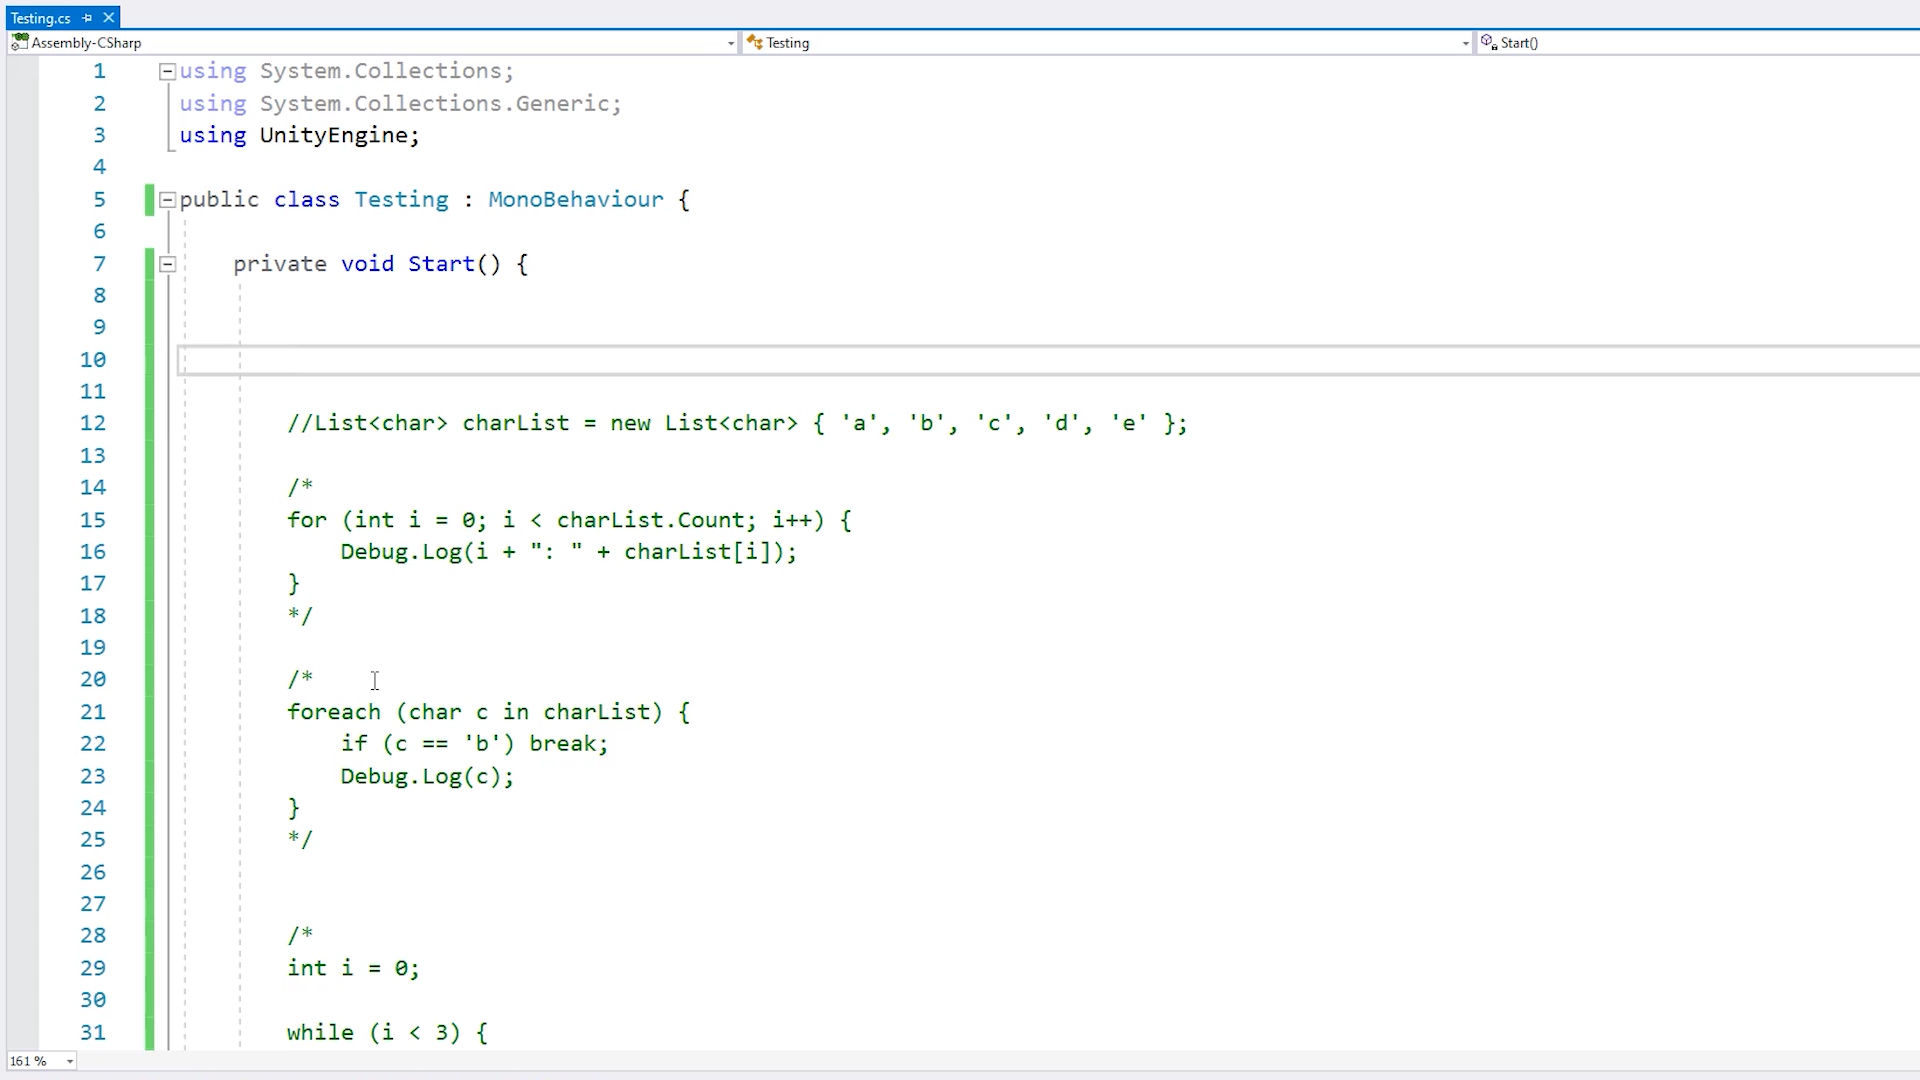 Testing.cs
Assembly-CSharp Testing Start()
1 using System.Collections;
2 using System.Collections.Generic;
3 using UnityEngine;
4
5 public class Testing : MonoBehaviour {
6
7 private void Start() {
8
9
10
11
12 //List<char> charList = new List<char> { 'a', 'b', 'c', 'd', 'e' };
13
14 /*
15 for (int i = 0; i < charList.Count; i++) {
16 Debug.Log(i + ": " + charList[i]);
17 }
18 */
19
20 /*
21 foreach (char c in charList) {
22 if (c == 'b') break;
23 Debug.Log(c);
24 }
25 */
26
27
28 /*
29 int i = 0;
30
31 while (i < 3) {
161 %